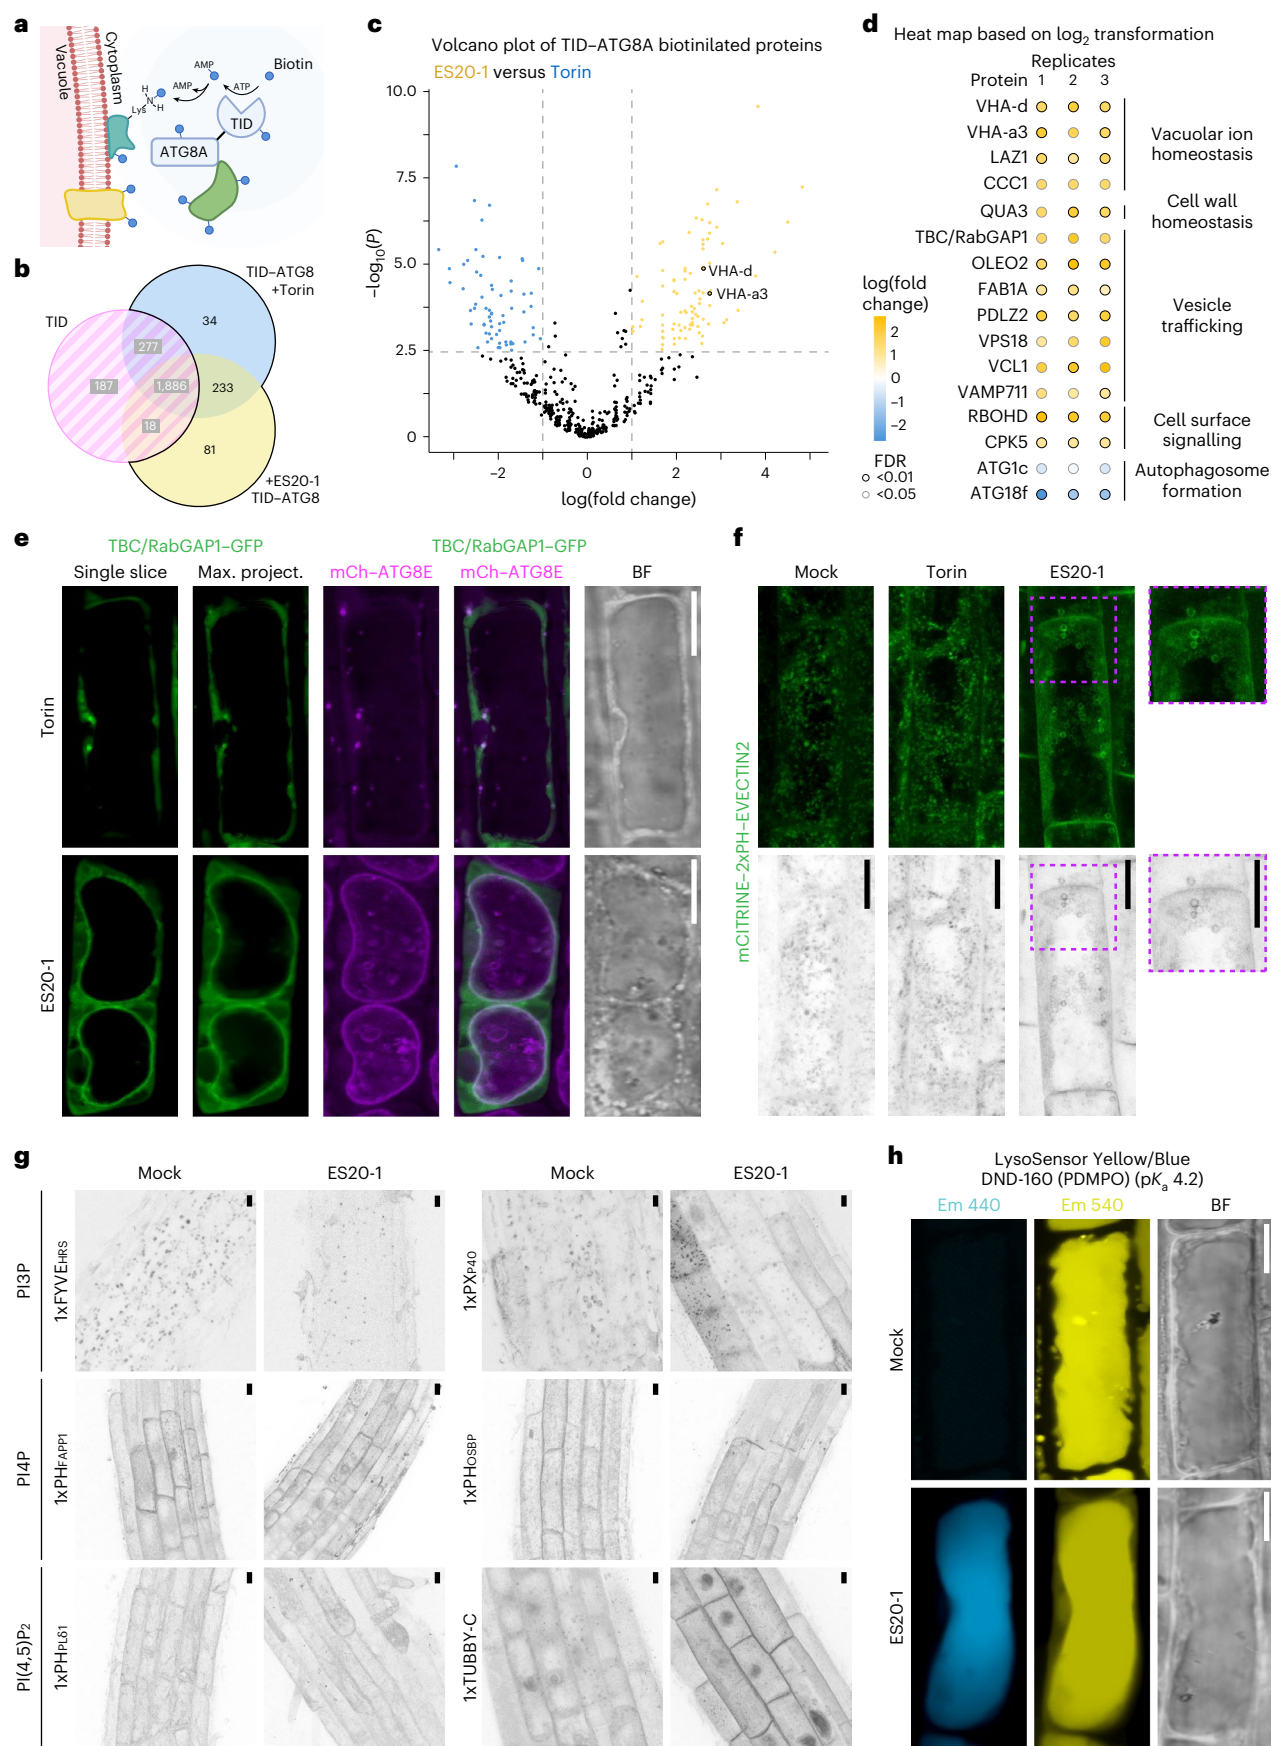 a
Vacuole
Cytoplasm
AMP
Biotin
AMP
ATP
H
N
H
Lys
TID
ATG8A
b
TID–ATG8
+Torin
TID
34
277
187
1,886
233
18
81
+ES20-1
TID–ATG8
c
Volcano plot of TID–ATG8A biotinilated proteins
ES20-1 versus Torin
10.0
7.5
5.0
2.5
0
–log10(P)
VHA-d
VHA-a3
–2
0
2
4
log(fold change)
d
Heat map based on log2 transformation
Replicates
Protein 1 2 3
VHA-d
VHA-a3
LAZ1
CCC1
QUA3
TBC/RabGAP1
OLEO2
FAB1A
PDLZ2
VPS18
VCL1
VAMP711
RBOHD
CPK5
ATG1c
ATG18f
Vacuolar ion
homeostasis
Cell wall
homeostasis
Vesicle
trafficking
Cell surface
signalling
Autophagosome
formation
log(fold
change)
2
1
0
–1
–2
FDR
<0.01
<0.05
e
TBC/RabGAP1–GFP
TBC/RabGAP1–GFP
Single slice
Max. project.
mCh–ATG8E
mCh–ATG8E
BF
Torin
ES20-1
f
Mock
Torin
ES20-1
mCITRINE–2xPH–EVECTIN2
g
Mock
ES20-1
Mock
ES20-1
PI3P
1xFYVEHRS
1xPXP40
PI4P
1xPHFAPP1
1xPHOSBP
PI(4,5)P2
1xPHPLδ1
1xTUBBY-C
h
LysoSensor Yellow/Blue
DND-160 (PDMPO) (pKa 4.2)
Em 440
Em 540
BF
Mock
ES20-1